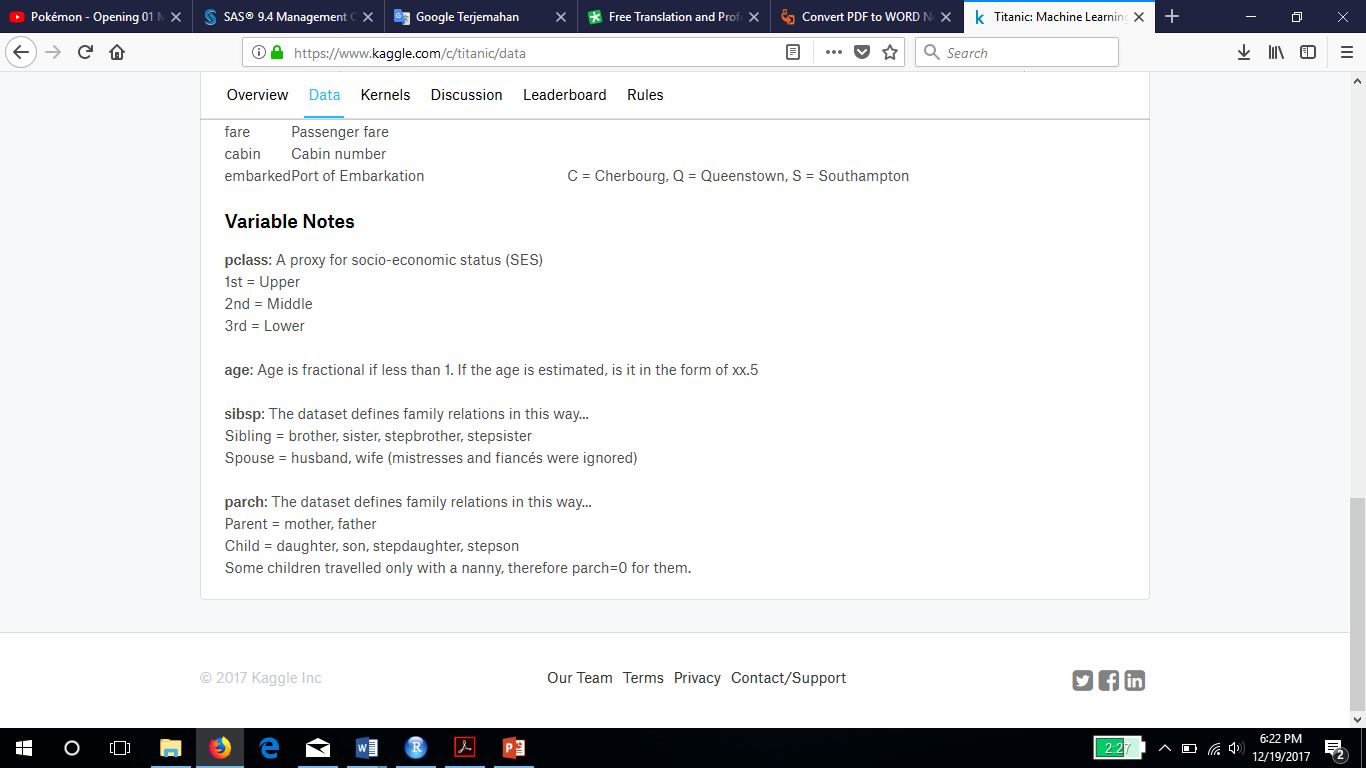 Pokémon - Opening 01
SAS® 9.4 Management
Google Terjemahan
Free Translation and Prof
Convert PDF to WORD
Titanic: Machine Learning
https://www.kaggle.com/c/titanic/data
Search
Overview Data Kernels Discussion Leaderboard Rules
fare Passenger fare
cabin Cabin number
embarkedPort of Embarkation C = Cherbourg, Q = Queenstown, S = Southampton
Variable Notes
pclass: A proxy for socio-economic status (SES)
1st = Upper
2nd = Middle
3rd = Lower
age: Age is fractional if less than 1. If the age is estimated, is it in the form of xx.5
sibsp: The dataset defines family relations in this way...
Sibling = brother, sister, stepbrother, stepsister
Spouse = husband, wife (mistresses and fiancés were ignored)
parch: The dataset defines family relations in this way...
Parent = mother, father
Child = daughter, son, stepdaughter, stepson
Some children travelled only with a nanny, therefore parch=0 for them.
© 2017 Kaggle Inc
Our Team Terms Privacy Contact/Support
2:27
6:22 PM
12/19/2017
2